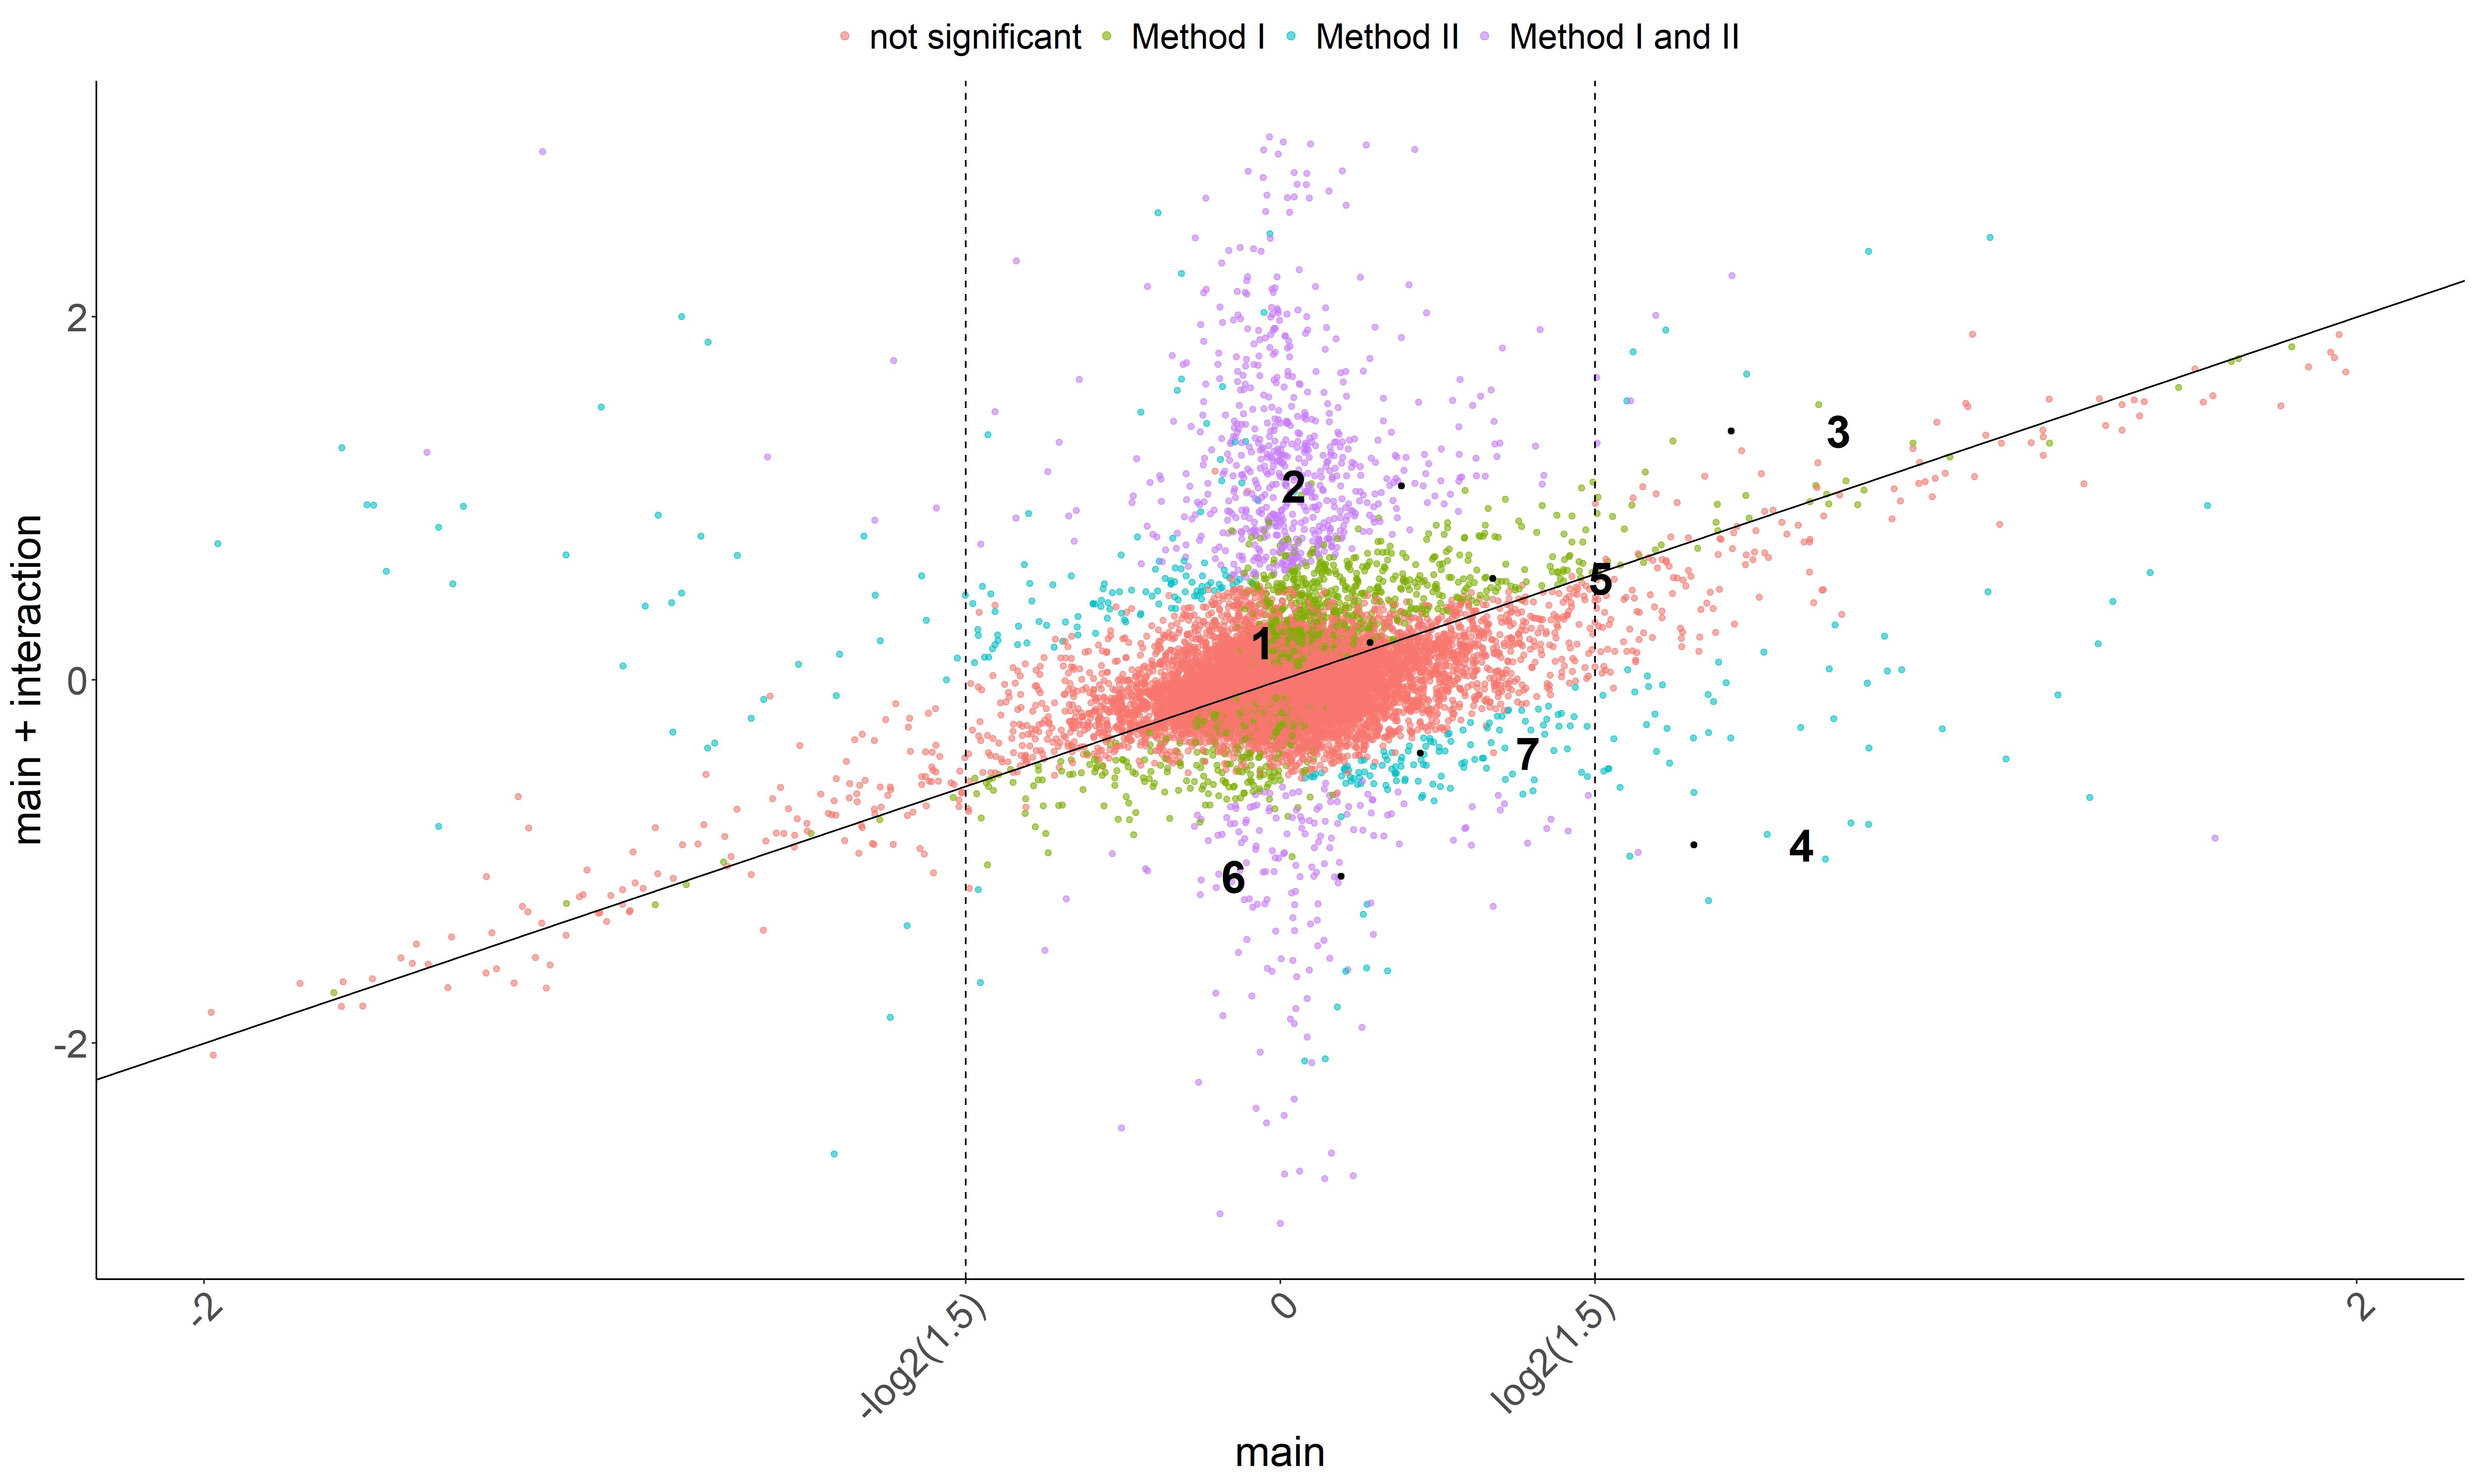 not significant Method I Method II Method I and II
main + interaction
2
0
-2
3
2
5
1
7
4
6
-2 -log2(1.5) 0 log2(1.5) 2
main